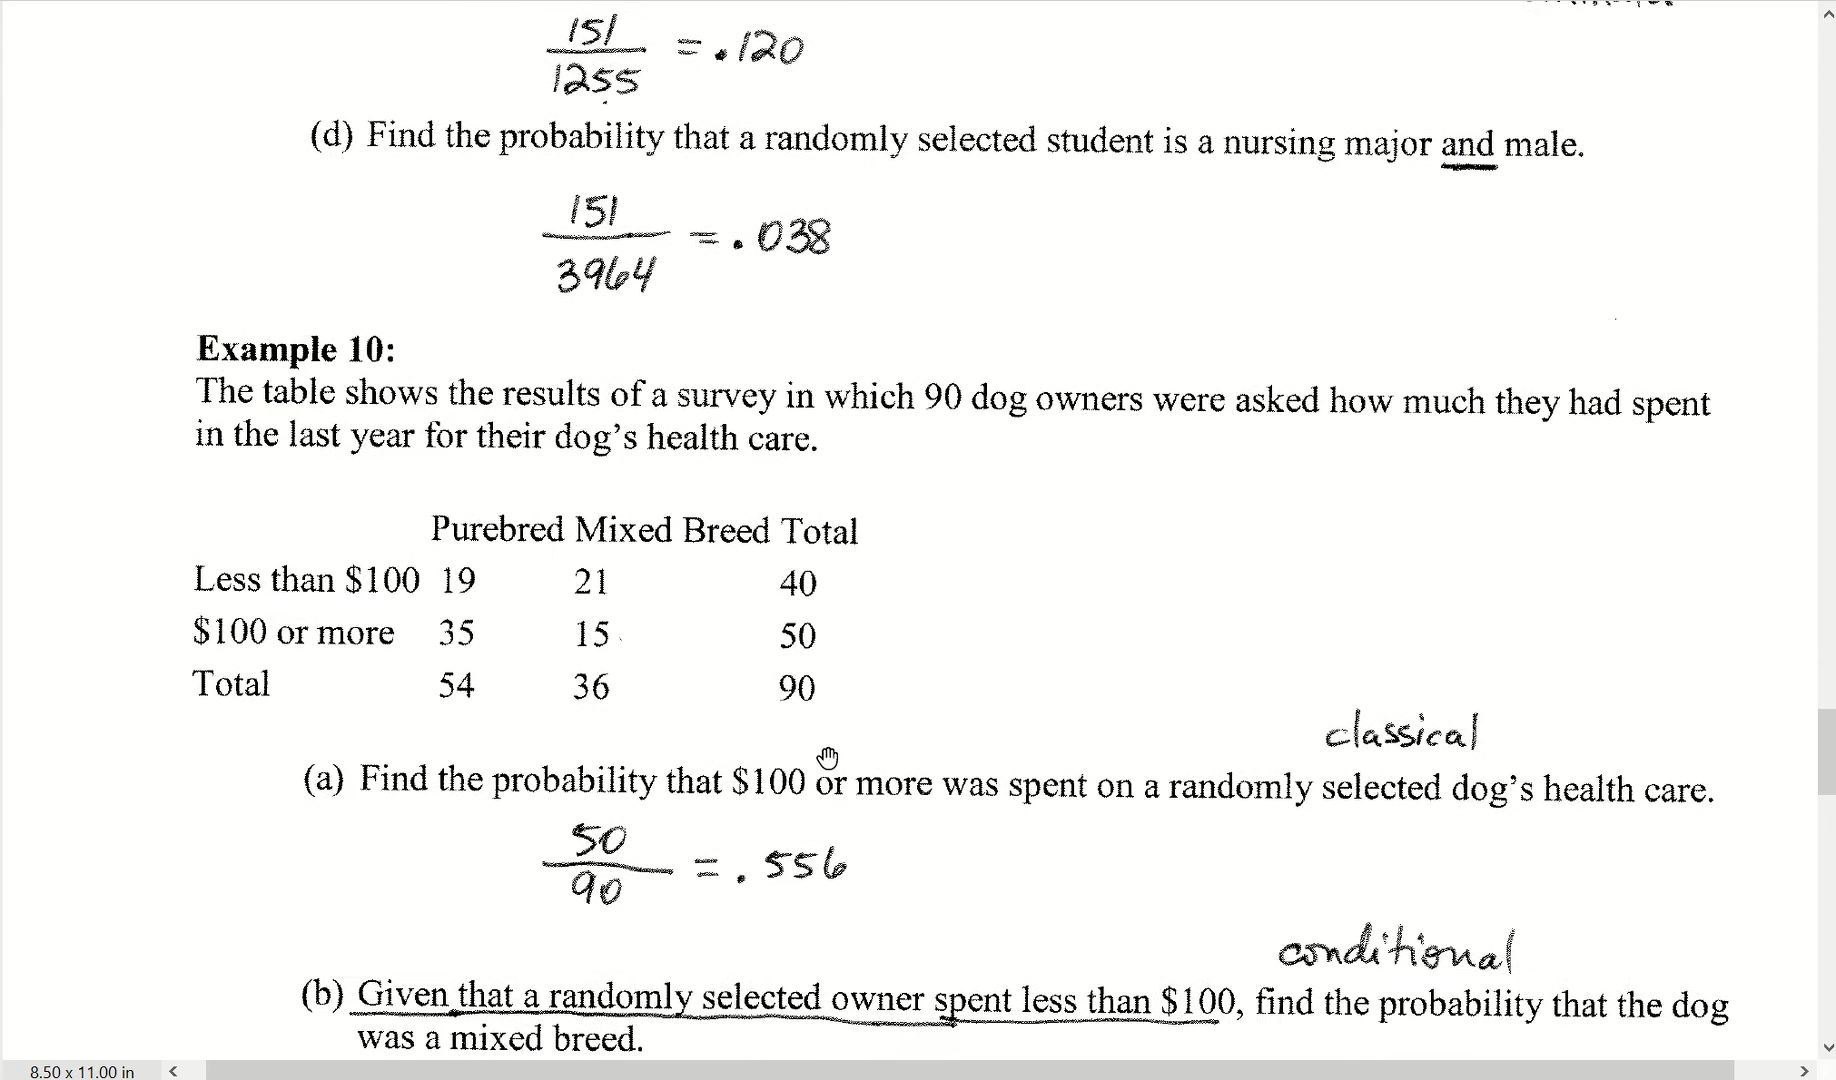 151
1255 = .120
(d) Find the probability that a randomly selected student is a nursing major and male.
151
3964 = .038
Example 10:
The table shows the results of a survey in which 90 dog owners were asked how much they had spent
in the last year for their dog's health care.
Purebred Mixed Breed Total
Less than $100 19 21 40
$100 or more 35 15 50
Total 54 36 90
classical
(a) Find the probability that $100 or more was spent on a randomly selected dog's health care.
50
90 = .556
conditional
(b) Given that a randomly selected owner spent less than $100, find the probability that the dog
was a mixed breed.
8.50 x 11.00 in